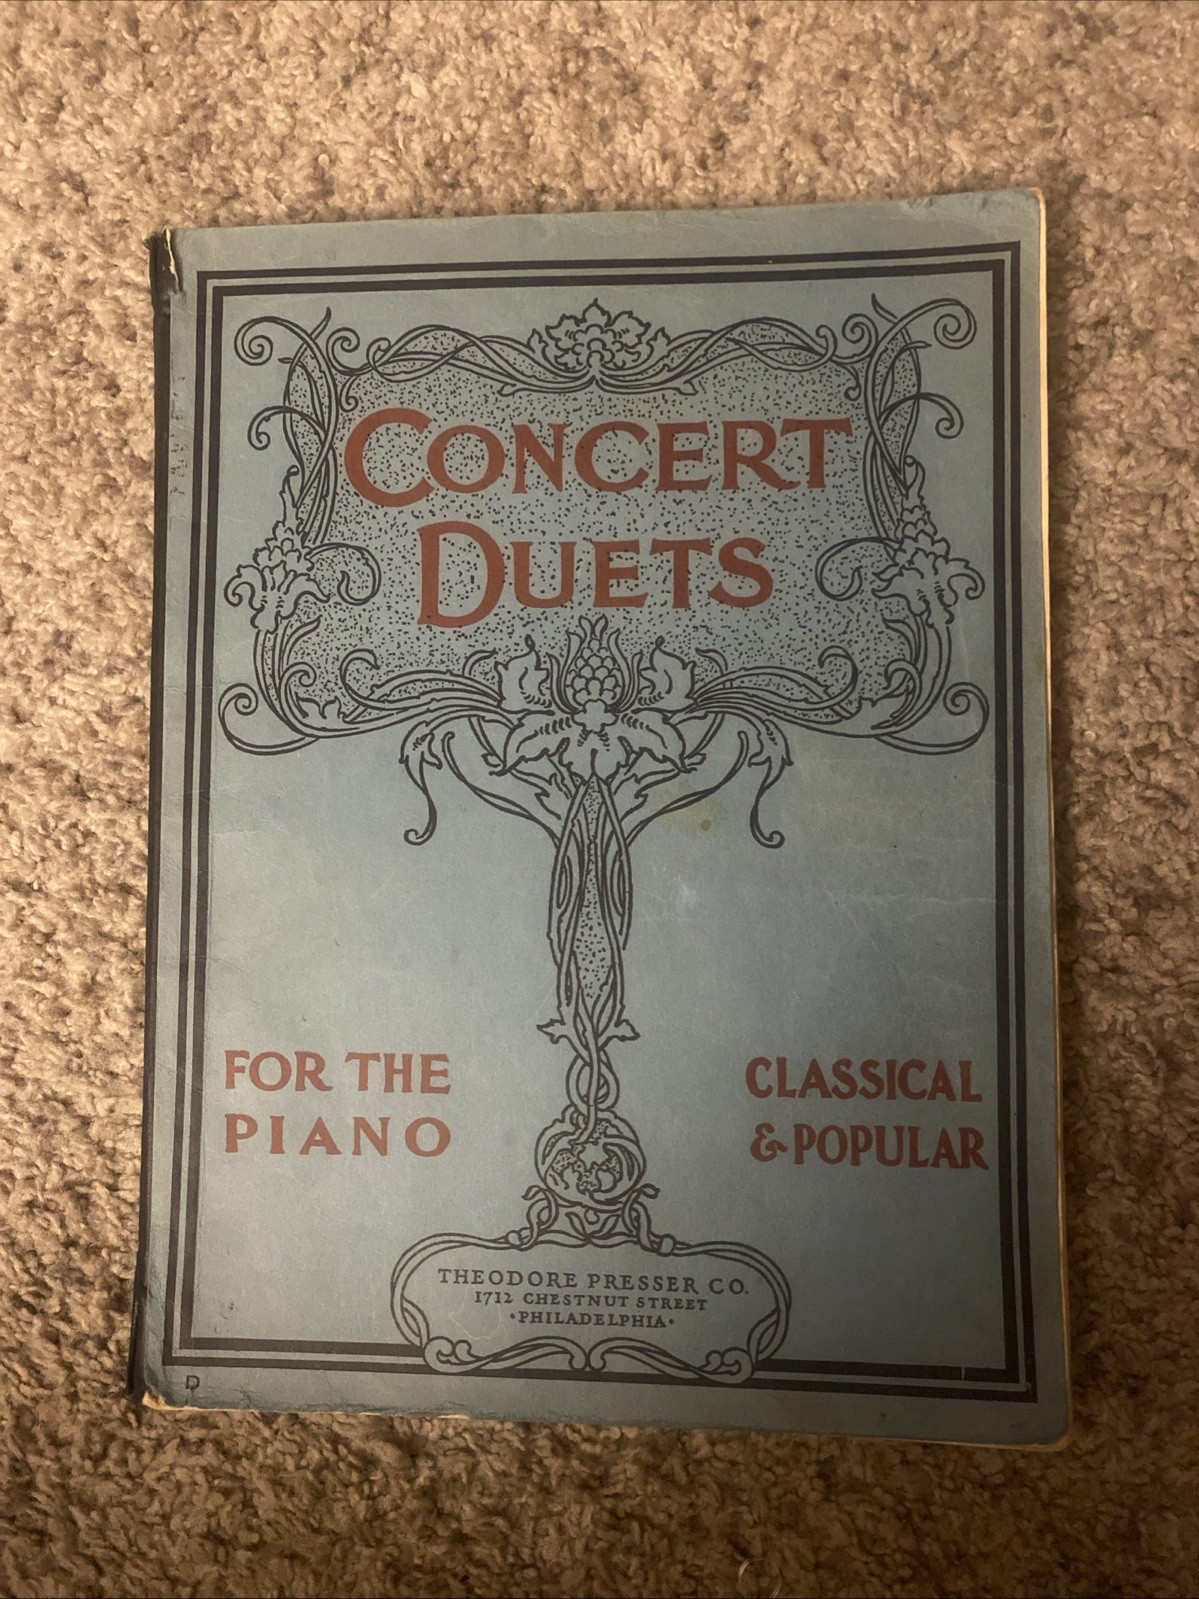 CONCERT
DUETS
FOR THE
PIANO
CLASSICAL
& POPULAR
THEODORE PRESSER CO.
1712 CHESTNUT STREET
·PHILADELPHIA·
D